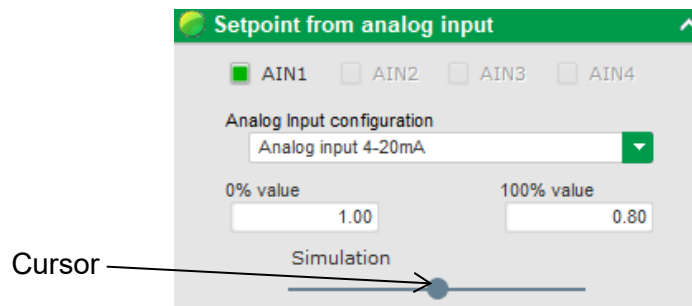 Setpoint from analog input
AIN1 AIN2 AIN3 AIN4
Analog Input configuration
Analog input 4-20mA
0% value 100% value
1.00 0.80
Simulation
Cursor